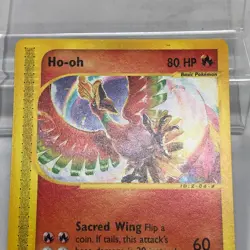 Ho-oh 80 HP
Basic Pokémon
Sacred Wing Flip a
coin. If tails, this attack's
60